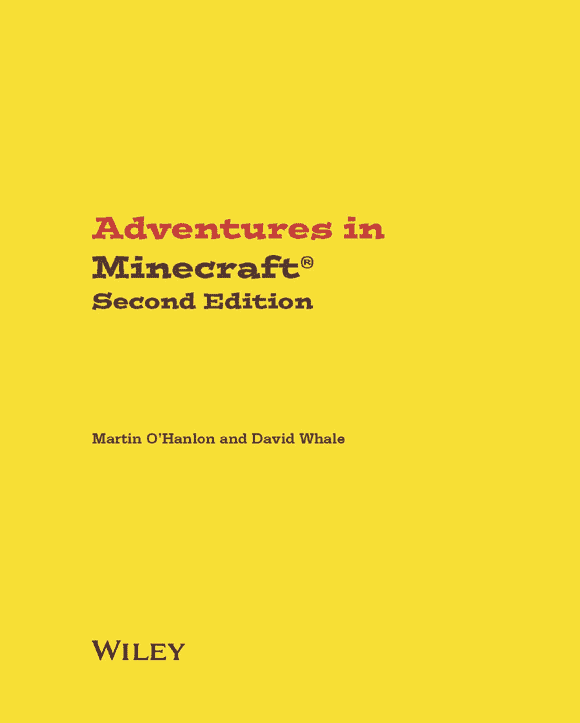 Adventures in
Minecraft®
Second Edition
Martin O'Hanlon and David Whale
WILEY